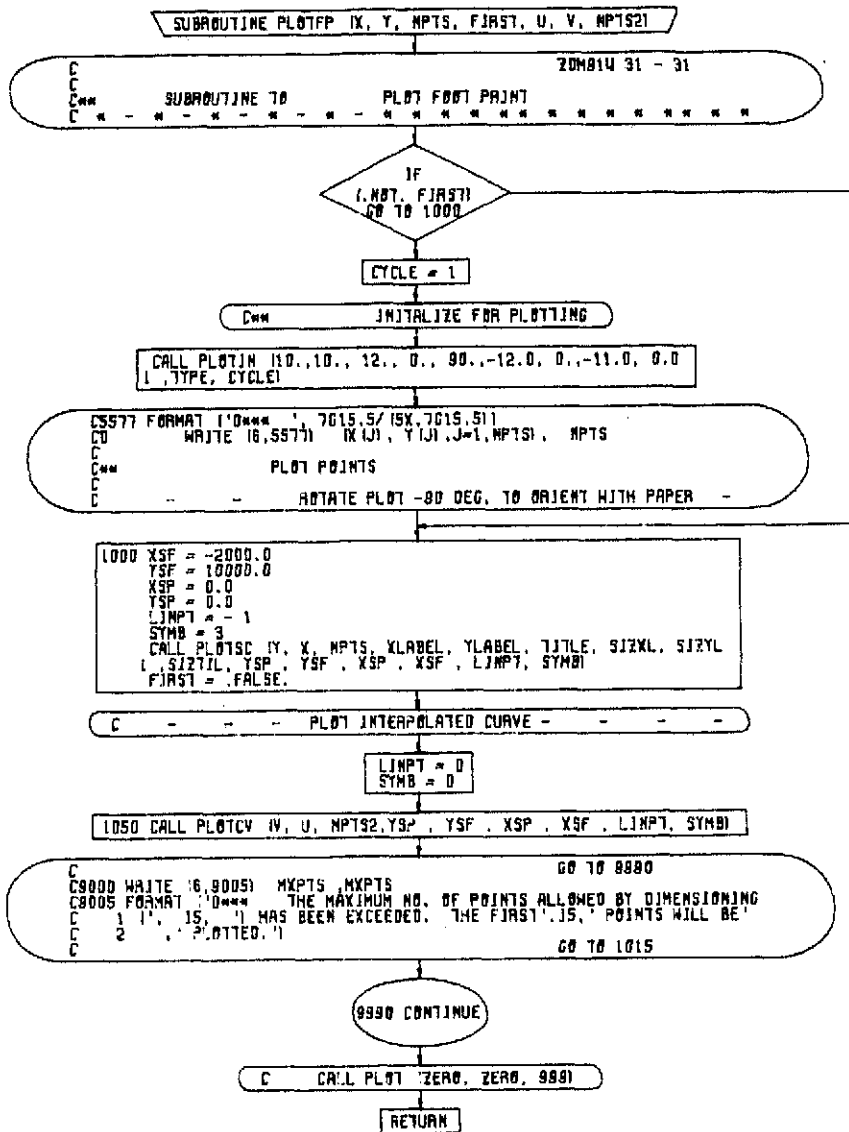 SUBROUTINE PLOTFP (X, Y, NPTS, FIRST, U, V, NPTS2)
C ZOM81W 31 - 31
C
C** SUBROUTINE TO PLOT FOOT PRINT
C * - * - * - * - * - * * * * * * * * * * * * *
IF
(.NOT. FIRST)
GO TO 1000
CYCLE = 1
C** INITALIZE FOR PLOTTING
CALL PLOTIN (10.,10., 12., 0., 90.,-12.0, 0.,-11.0, 0.0
1 ,TYPE, CYCLE)
C5577 FORMAT ('0*** ', 7G15.5/(5X,7G15.5))
CD WRITE (6,5577) (X(J), Y(J),J=1,NPTS), NPTS
C
C** PLOT POINTS
C
C - - ROTATE PLOT -90 DEG. TO ORIENT WITH PAPER -
1000 XSF = -2000.0
YSF = 10000.0
XSP = 0.0
YSP = 0.0
LINPT = - 1
SYMB = 3
CALL PLOTSC (Y, X, NPTS, XLABEL, YLABEL, TITLE, SIZXL, SIZYL
1 ,SIZTIL, YSP , YSF , XSP , XSF , LINPT, SYMB)
FIRST = .FALSE.
C - - - PLOT INTERPOLATED CURVE - - - -
LINPT = 0
SYMB = 0
1050 CALL PLOTCV (V, U, NPTS2,YSP , YSF , XSP , XSF , LINPT, SYMB)
C GO TO 9990
C9000 WRITE (6,9005) MXPTS ,MXPTS
C9005 FORMAT ('0*** THE MAXIMUM NO. OF POINTS ALLOWED BY DIMENSIONING
C 1 (', I5, ') HAS BEEN EXCEEDED. THE FIRST',I5,' POINTS WILL BE'
C 2 ,' PLOTTED.')
C GO TO 1015
9990 CONTINUE
C CALL PLOT (ZERO, ZERO, 999)
RETURN